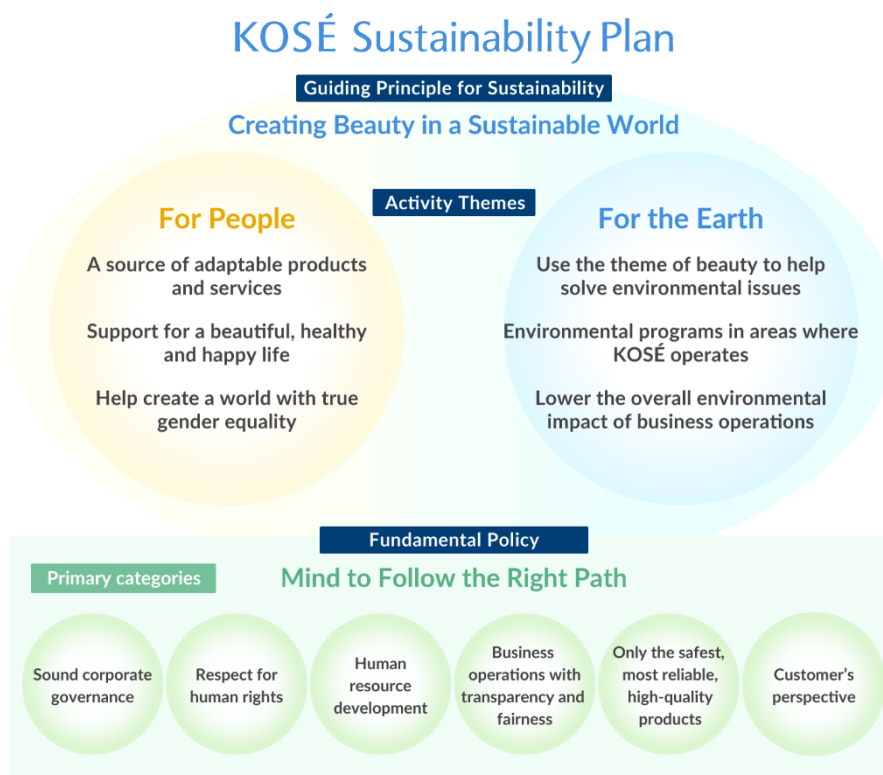 KOSÉ Sustainability Plan
Guiding Principle for Sustainability
Creating Beauty in a Sustainable World
Activity Themes
For People
A source of adaptable products
and services
Support for a beautiful, healthy
and happy life
Help create a world with true
gender equality
For the Earth
Use the theme of beauty to help
solve environmental issues
Environmental programs in areas where
KOSÉ operates
Lower the overall environmental
impact of business operations
Fundamental Policy
Primary categories
Mind to Follow the Right Path
Sound corporate
governance
Respect for
human rights
Human
resource
development
Business
operations with
transparency and
fairness
Only the safest,
most reliable,
high-quality
products
Customer's
perspective